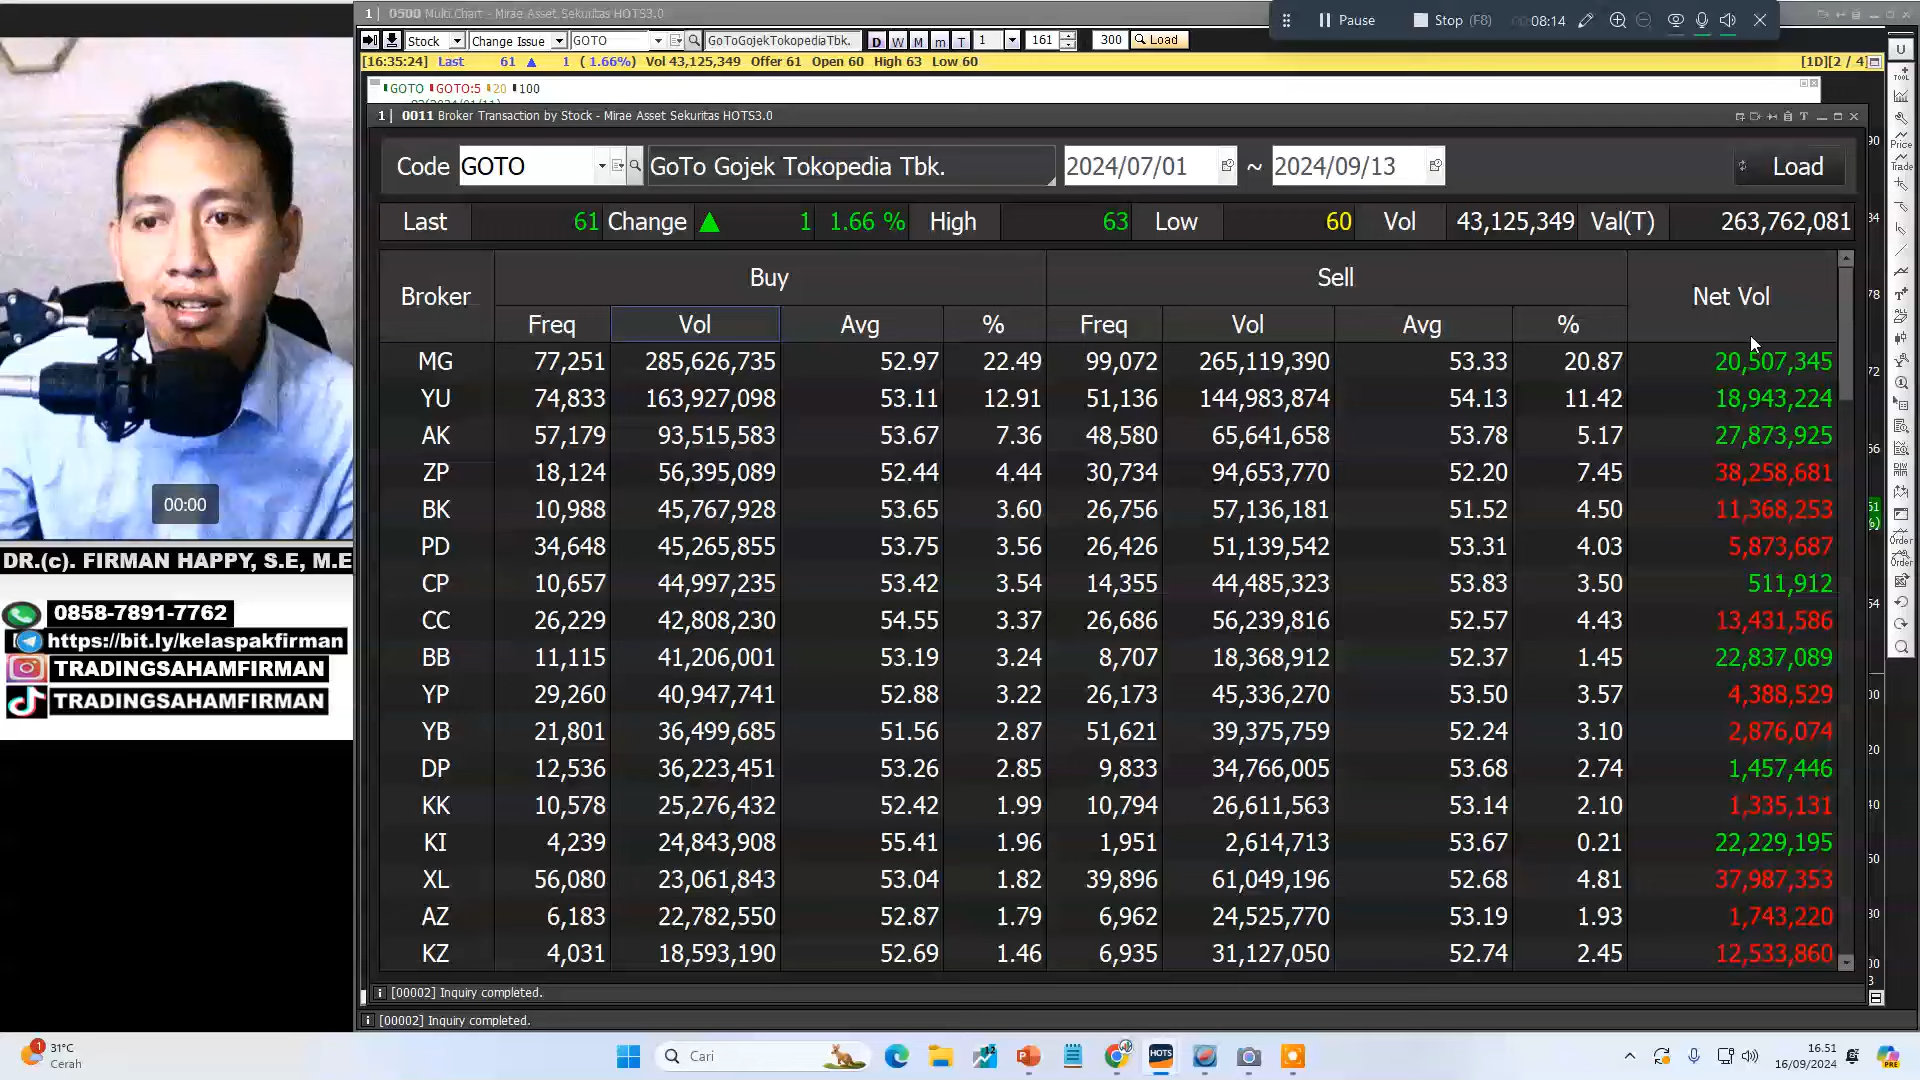 1 | 0500 Multi Chart - Mirae Asset Sekuritas HOTS3.0
Pause Stop (F8) 00:08:14
Stock Change Issue GOTO GoToGojekTokopediaTbk. D W M m T 1 161 300 Load
[16:35:24] Last 61 ▲ 1 ( 1.66%) Vol 43,125,349 Offer 61 Open 60 High 63 Low 60 [1D][2 / 4]
GOTO GOTO:5 20 100
1 | 0011 Broker Transaction by Stock - Mirae Asset Sekuritas HOTS3.0
Code GOTO GoTo Gojek Tokopedia Tbk. 2024/07/01 ~ 2024/09/13 Load
Last 61 Change ▲ 1 1.66 % High 63 Low 60 Vol 43,125,349 Val(T) 263,762,081
Broker Buy Sell Net Vol
Freq Vol Avg % Freq Vol Avg %
MG 77,251 285,626,735 52.97 22.49 99,072 265,119,390 53.33 20.87 20,507,345
YU 74,833 163,927,098 53.11 12.91 51,136 144,983,874 54.13 11.42 18,943,224
AK 57,179 93,515,583 53.67 7.36 48,580 65,641,658 53.78 5.17 27,873,925
ZP 18,124 56,395,089 52.44 4.44 30,734 94,653,770 52.20 7.45 38,258,681
BK 10,988 45,767,928 53.65 3.60 26,756 57,136,181 51.52 4.50 11,368,253
PD 34,648 45,265,855 53.75 3.56 26,426 51,139,542 53.31 4.03 5,873,687
CP 10,657 44,997,235 53.42 3.54 14,355 44,485,323 53.83 3.50 511,912
CC 26,229 42,808,230 54.55 3.37 26,686 56,239,816 52.57 4.43 13,431,586
BB 11,115 41,206,001 53.19 3.24 8,707 18,368,912 52.37 1.45 22,837,089
YP 29,260 40,947,741 52.88 3.22 26,173 45,336,270 53.50 3.57 4,388,529
YB 21,801 36,499,685 51.56 2.87 51,621 39,375,759 52.24 3.10 2,876,074
DP 12,536 36,223,451 53.26 2.85 9,833 34,766,005 53.68 2.74 1,457,446
KK 10,578 25,276,432 52.42 1.99 10,794 26,611,563 53.14 2.10 1,335,131
KI 4,239 24,843,908 55.41 1.96 1,951 2,614,713 53.67 0.21 22,229,195
XL 56,080 23,061,843 53.04 1.82 39,896 61,049,196 52.68 4.81 37,987,353
AZ 6,183 22,782,550 52.87 1.79 6,962 24,525,770 53.19 1.93 1,743,220
KZ 4,031 18,593,190 52.69 1.46 6,935 31,127,050 52.74 2.45 12,533,860
[00002] Inquiry completed.
[00002] Inquiry completed.
00:00
DR.(c). FIRMAN HAPPY, S.E, M.E
0858-7891-7762
https://bit.ly/kelaspakfirman
TRADINGSAHAMFIRMAN
TRADINGSAHAMFIRMAN
U
TOOL
Price
Trade
Order
Order
1
31°C
Cerah
Cari
HOTS
16.51
16/09/2024
PRE